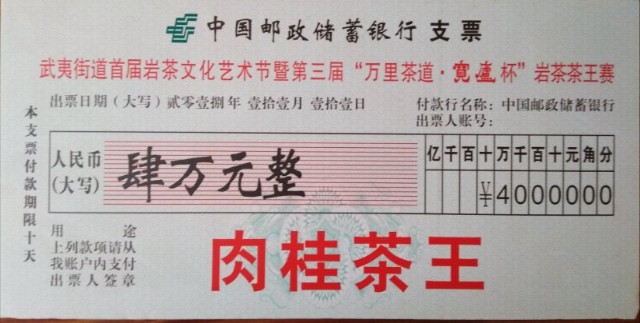 中国邮政储蓄银行 支票
武夷街道首届岩茶文化艺术节暨第三届“万里茶道·宽庐杯”岩茶茶王赛
出票日期（大写）贰零壹捌年 壹拾壹月 壹拾壹日
付款行名称：中国邮政储蓄银行
出票人账号：
本支票付款期限十天
人民币
（大写）
肆万元整
亿千百十万千百十元角分
¥4000000
用途
上列款项请从
我账户内支付
出票人签章
肉桂茶王